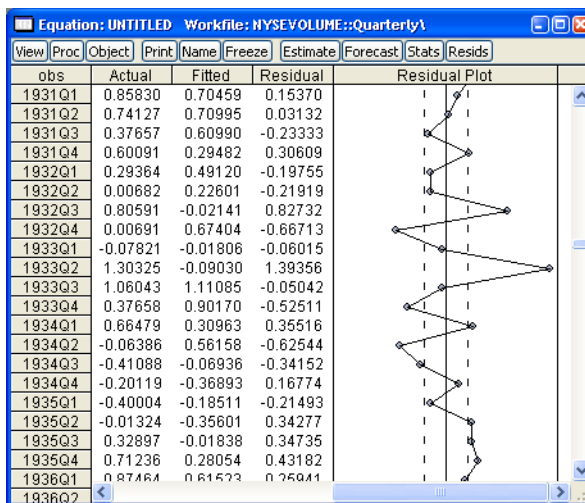 Equation: UNTITLED Workfile: NYSEVOLUME::Quarterly\
View Proc Object Print Name Freeze Estimate Forecast Stats Resids
obs Actual Fitted Residual Residual Plot
1931Q1 0.85830 0.70459 0.15370
1931Q2 0.74127 0.70995 0.03132
1931Q3 0.37657 0.60990 -0.23333
1931Q4 0.60091 0.29482 0.30609
1932Q1 0.29364 0.49120 -0.19755
1932Q2 0.00682 0.22601 -0.21919
1932Q3 0.80591 -0.02141 0.82732
1932Q4 0.00691 0.67404 -0.66713
1933Q1 -0.07821 -0.01806 -0.06015
1933Q2 1.30325 -0.09030 1.39356
1933Q3 1.06043 1.11085 -0.05042
1933Q4 0.37658 0.90170 -0.52511
1934Q1 0.66479 0.30963 0.35516
1934Q2 -0.06386 0.56158 -0.62544
1934Q3 -0.41088 -0.06936 -0.34152
1934Q4 -0.20119 -0.36893 0.16774
1935Q1 -0.40004 -0.18511 -0.21493
1935Q2 -0.01324 -0.35601 0.34277
1935Q3 0.32897 -0.01838 0.34735
1935Q4 0.71236 0.28054 0.43182
1936Q1 0.87464 0.61523 0.25941
1936Q2